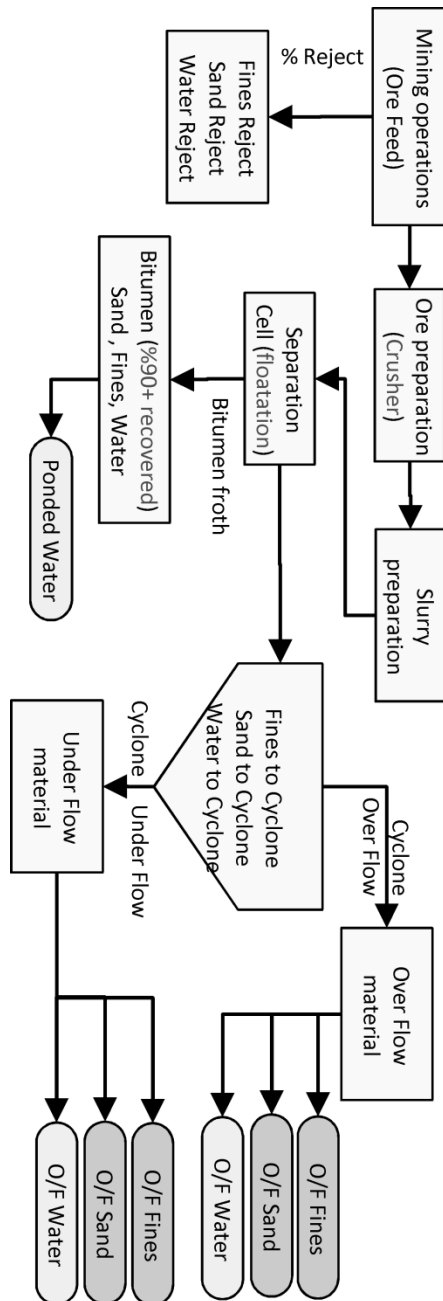 Mining operations
(Ore Feed)
Ore preparation
(Crusher)
Slurry
preparation
% Reject
Fines Reject
Sand Reject
Water Reject
Separation
Cell (floatation)
Bitumen froth
Bitumen (%90+ recovered)
Sand , Fines, Water
Ponded Water
Fines to Cyclone
Sand to Cyclone
Water to Cyclone
Cyclone
Over Flow
Over Flow
material
O/F Fines
O/F Sand
O/F Water
Cyclone Under Flow
Under Flow
material
O/F Fines
O/F Sand
O/F Water